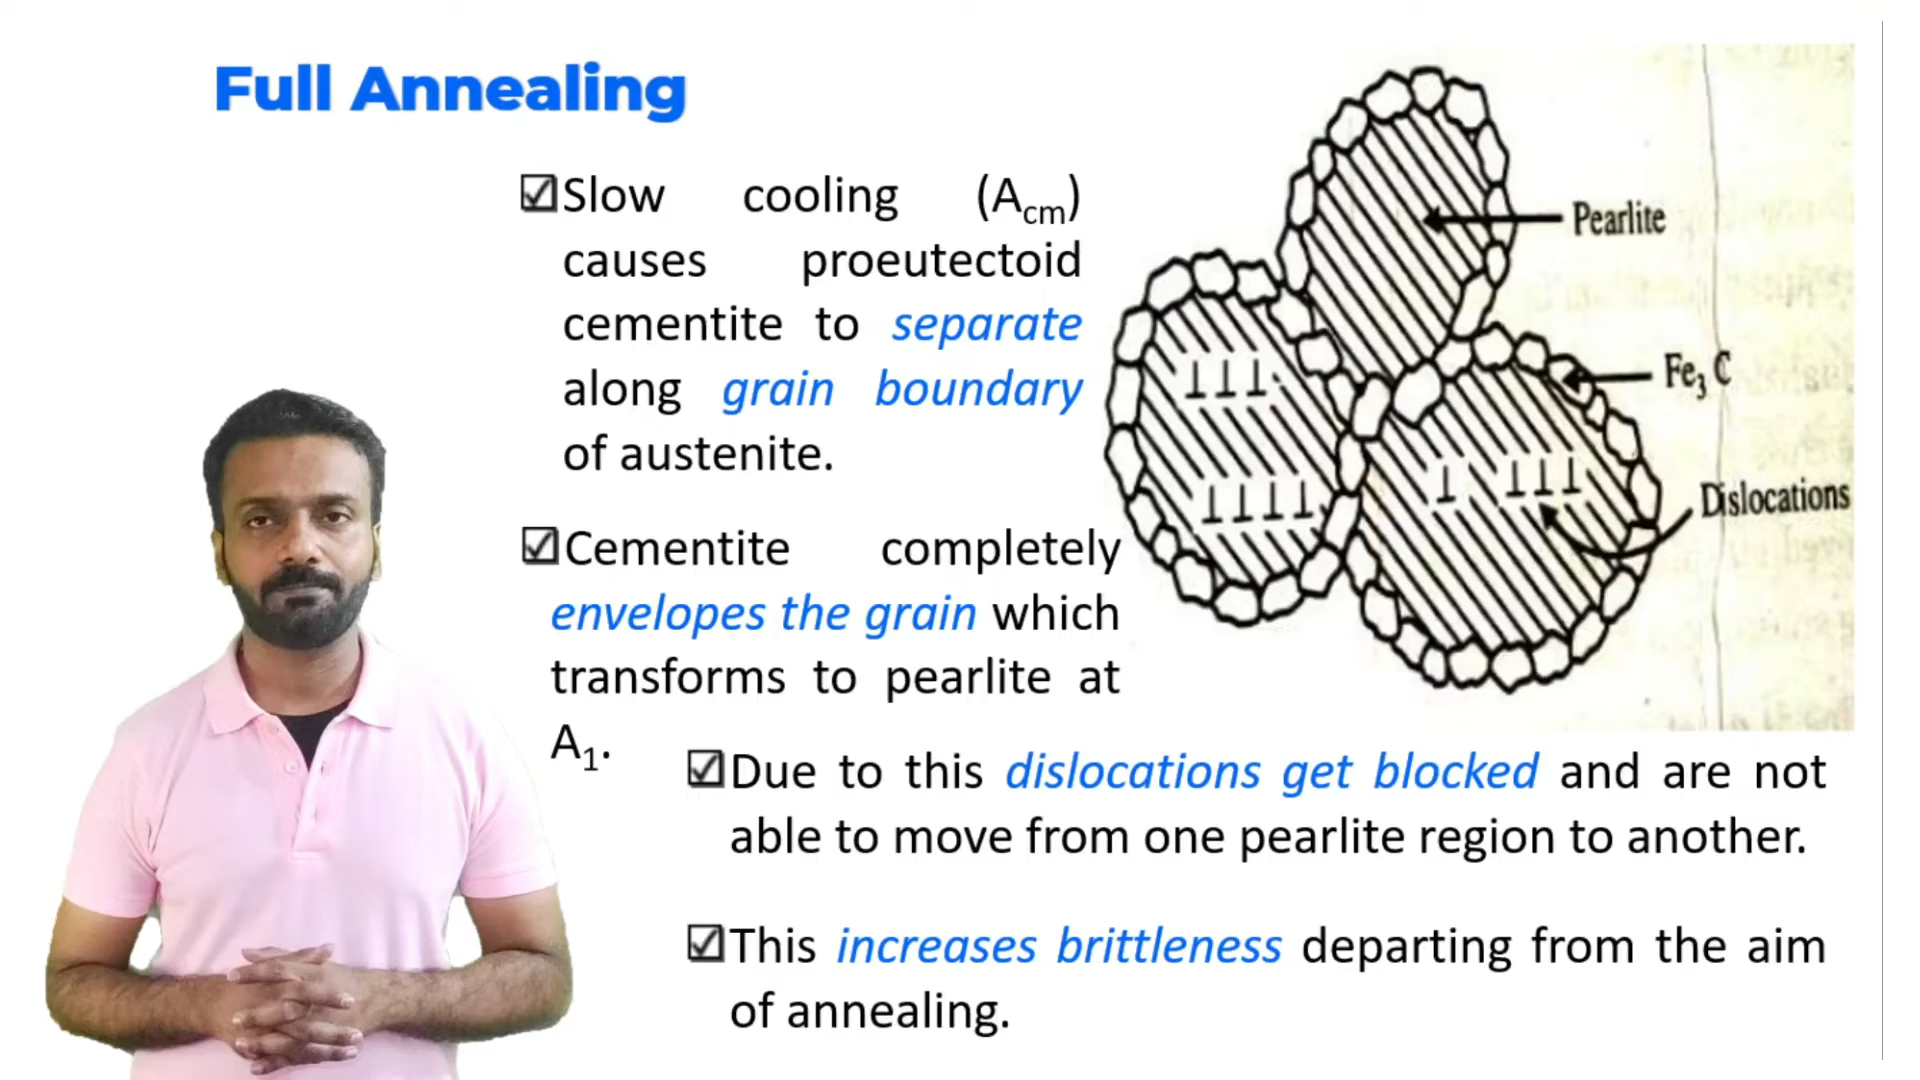 Full Annealing
☑Slow cooling (Acm)
causes proeutectoid
cementite to separate
along grain boundary
of austenite.
☑Cementite completely
envelopes the grain which
transforms to pearlite at
A1.
☑Due to this dislocations get blocked and are not
able to move from one pearlite region to another.
☑This increases brittleness departing from the aim
of annealing.
Pearlite
Fe3 C
Dislocations